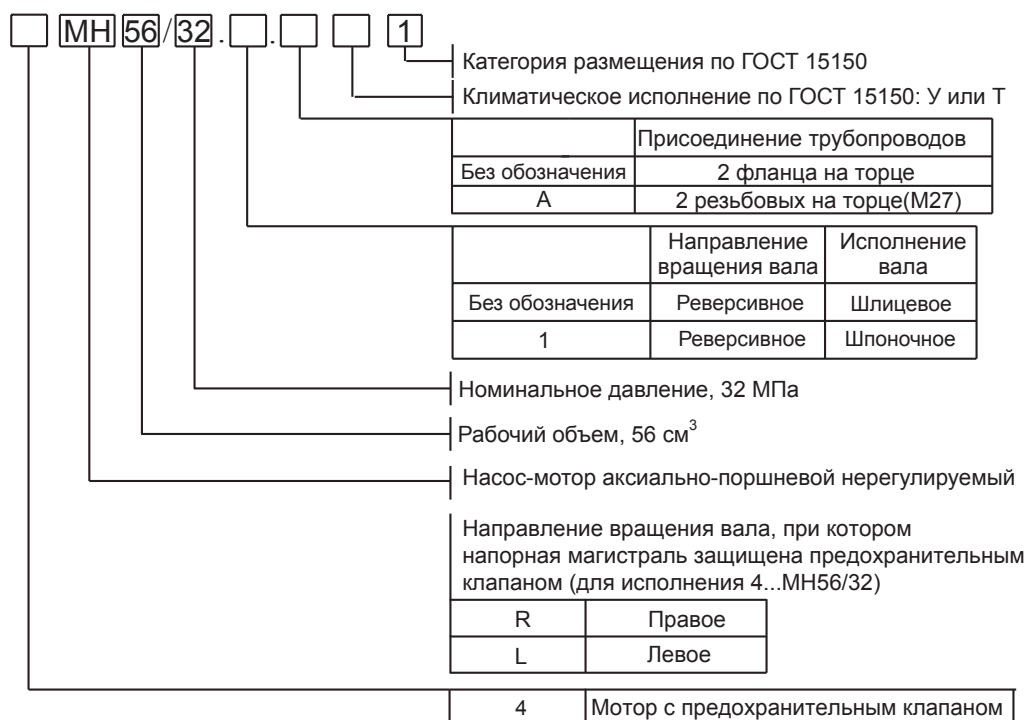 МН 56/32 . . 1
Категория размещения по ГОСТ 15150
Климатическое исполнение по ГОСТ 15150: У или Т
Присоединение трубопроводов
Без обозначения 2 фланца на торце
А 2 резьбовых на торце(М27)
Направление вращения вала Исполнение вала
Без обозначения Реверсивное Шлицевое
1 Реверсивное Шпоночное
Номинальное давление, 32 МПа
Рабочий объем, 56 см³
Насос-мотор аксиально-поршневой нерегулируемый
Направление вращения вала, при котором
напорная магистраль защищена предохранительным
клапаном (для исполнения 4...МН56/32)
R Правое
L Левое
4 Мотор с предохранительным клапаном